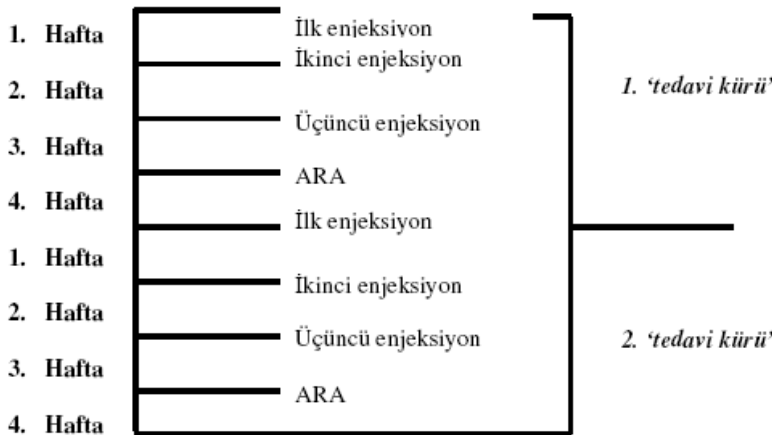 İlk enjeksiyon
1. Hafta
İkinci enjeksiyon
2. Hafta
1. ‘tedavi kürü’
Üçüncü enjeksiyon
3. Hafta
ARA
4. Hafta
İlk enjeksiyon
1. Hafta
İkinci enjeksiyon
2. Hafta
Üçüncü enjeksiyon
2. ‘tedavi kürü’
3. Hafta
ARA
4. Hafta